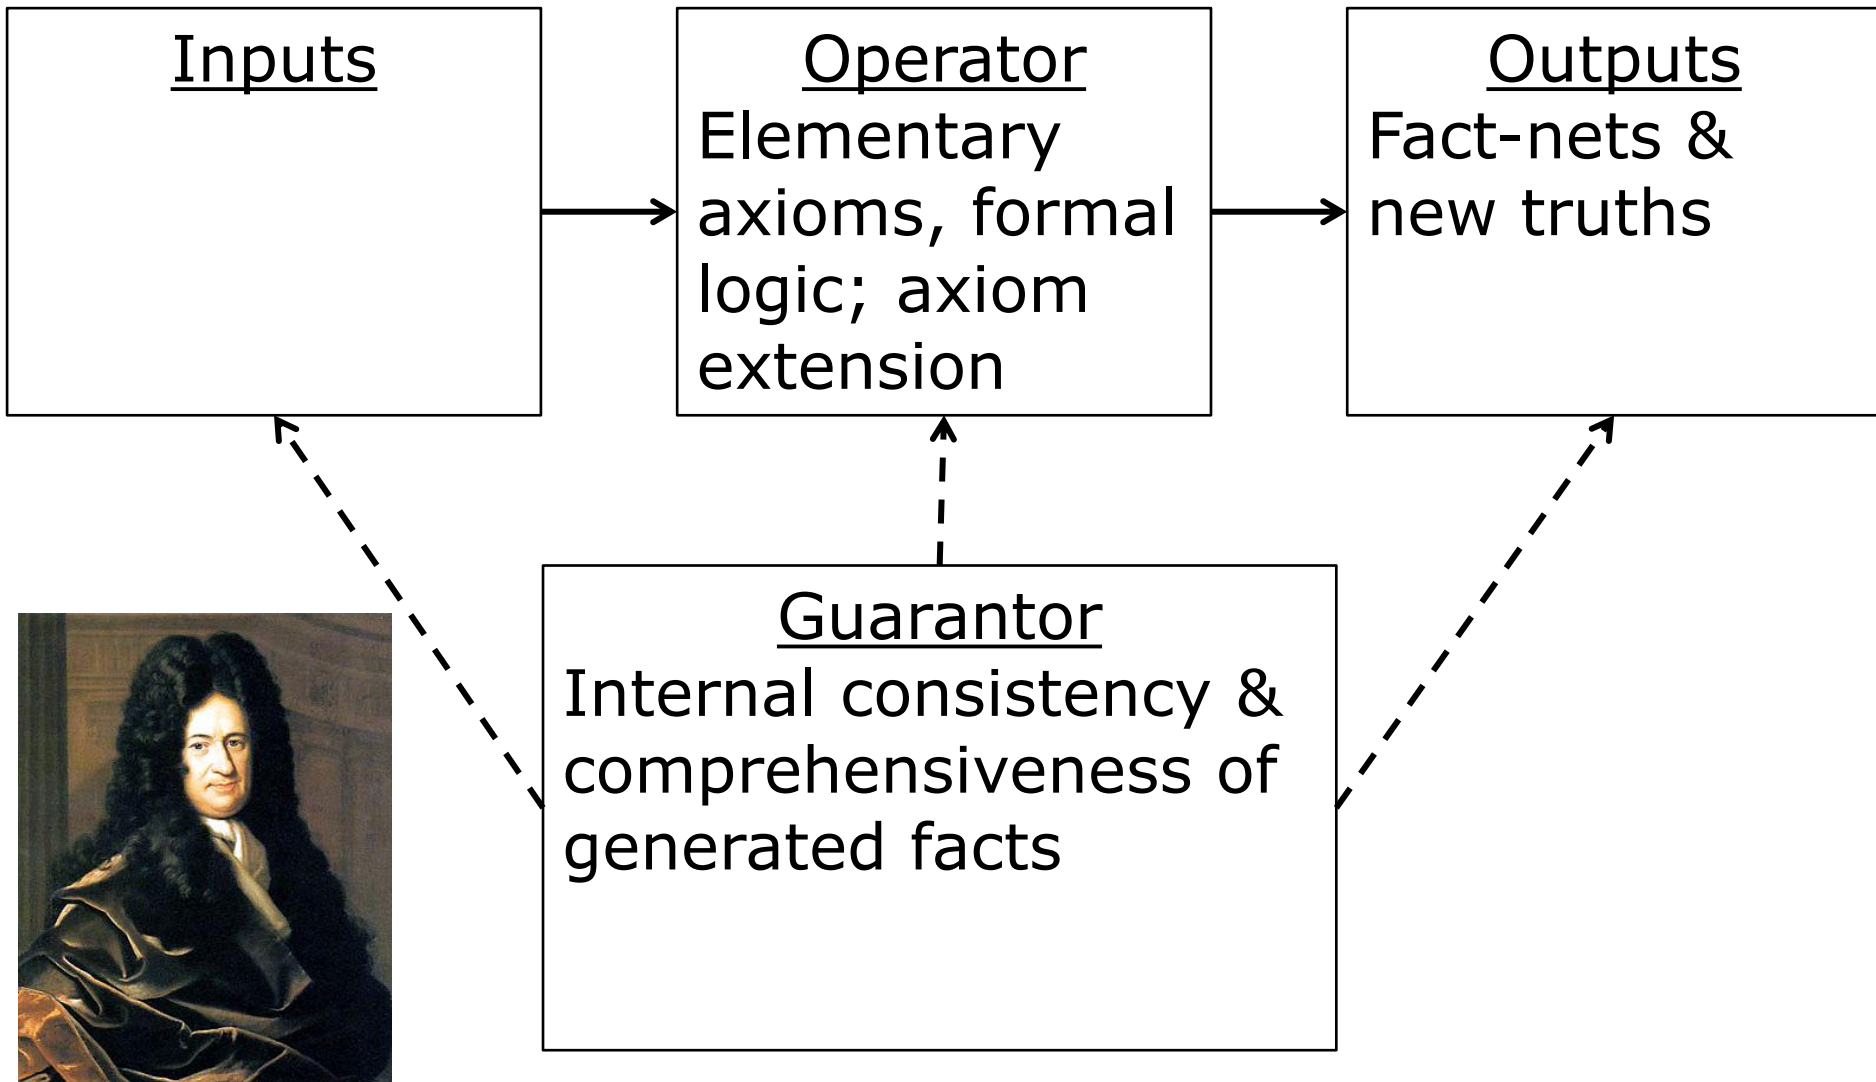 Inputs
Operator
Elementary
axioms, formal
logic; axiom
extension
Outputs
Fact-nets &
new truths
Guarantor
Internal consistency &
comprehensiveness of
generated facts